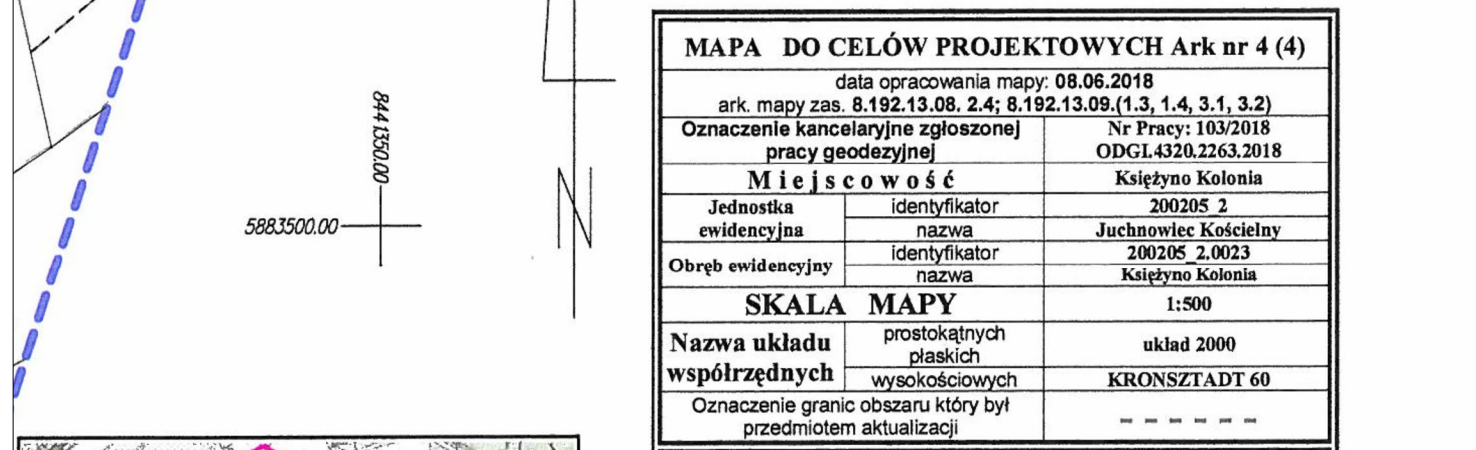 8441350.00
5883500.00
N
MAPA DO CELÓW PROJEKTOWYCH Ark nr 4 (4)
data opracowania mapy: 08.06.2018
ark. mapy zas. 8.192.13.08. 2.4; 8.192.13.09.(1.3, 1.4, 3.1, 3.2)
Oznaczenie kancelaryjne zgłoszonej pracy geodezyjnej
Nr Pracy: 103/2018
ODGI.4320.2263.2018
Miejscowość
Księżyno Kolonia
Jednostka ewidencyjna
identyfikator
200205_2
nazwa
Juchnowiec Kościelny
Obręb ewidencyjny
identyfikator
200205_2.0023
nazwa
Księżyno Kolonia
SKALA MAPY
1:500
Nazwa układu współrzędnych
prostokątnych płaskich
układ 2000
wysokościowych
KRONSZTADT 60
Oznaczenie granic obszaru który był przedmiotem aktualizacji